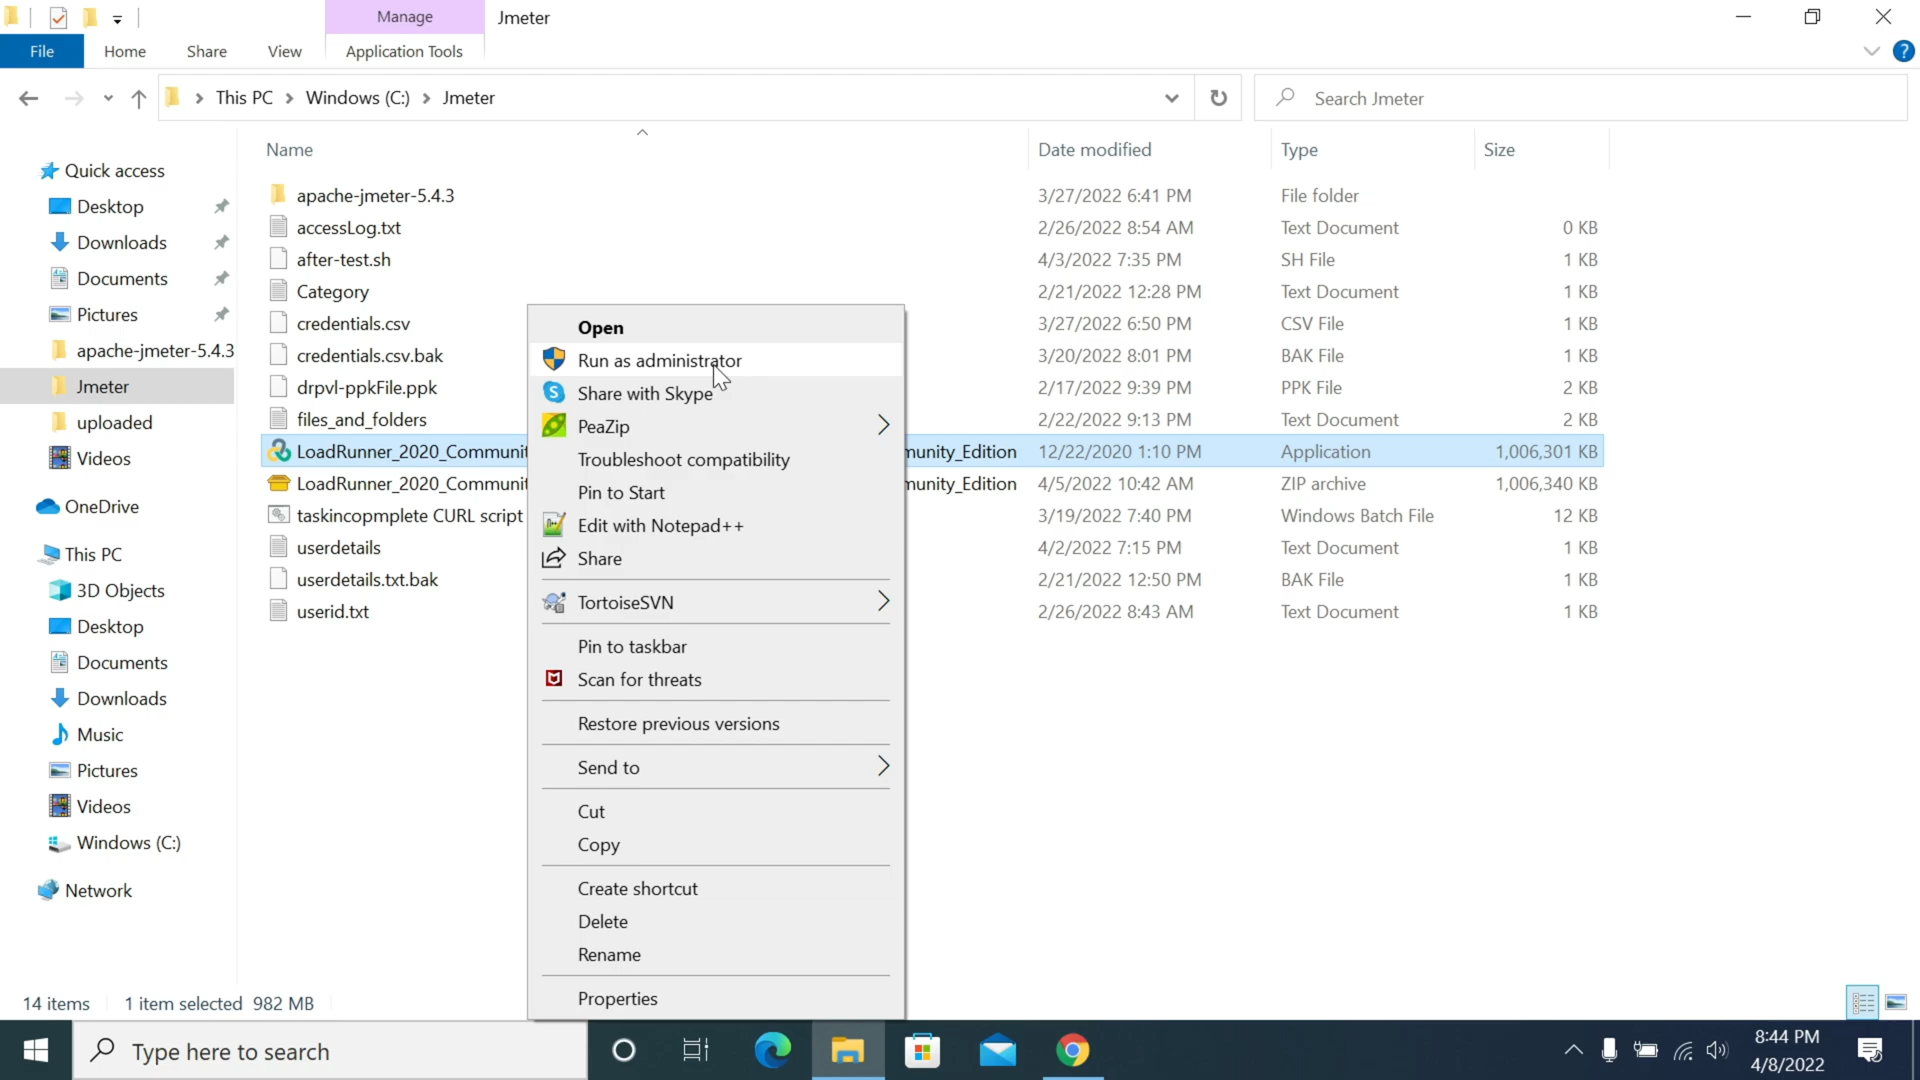 Manage
Jmeter
File
Home
Share
View
Application Tools
?
This PC
Windows (C:)
Jmeter
Search Jmeter
Name
Date modified
Type
Size
Quick access
Desktop
Downloads
Documents
Pictures
apache-jmeter-5.4.3
Jmeter
uploaded
Videos
OneDrive
This PC
3D Objects
Desktop
Documents
Downloads
Music
Pictures
Videos
Windows (C:)
Network
apache-jmeter-5.4.3 3/27/2022 6:41 PM File folder
accessLog.txt 2/26/2022 8:54 AM Text Document 0 KB
after-test.sh 4/3/2022 7:35 PM SH File 1 KB
Category 2/21/2022 12:28 PM Text Document 1 KB
credentials.csv 3/27/2022 6:50 PM CSV File 1 KB
credentials.csv.bak 3/20/2022 8:01 PM BAK File 1 KB
drpvl-ppkFile.ppk 2/17/2022 9:39 PM PPK File 2 KB
files_and_folders 2/22/2022 9:13 PM Text Document 2 KB
LoadRunner_2020_Communit munity_Edition 12/22/2020 1:10 PM Application 1,006,301 KB
LoadRunner_2020_Communit munity_Edition 4/5/2022 10:42 AM ZIP archive 1,006,340 KB
taskincopmplete CURL script 3/19/2022 7:40 PM Windows Batch File 12 KB
userdetails 4/2/2022 7:15 PM Text Document 1 KB
userdetails.txt.bak 2/21/2022 12:50 PM BAK File 1 KB
userid.txt 2/26/2022 8:43 AM Text Document 1 KB
Open
Run as administrator
Share with Skype
PeaZip
Troubleshoot compatibility
Pin to Start
Edit with Notepad++
Share
TortoiseSVN
Pin to taskbar
Scan for threats
Restore previous versions
Send to
Cut
Copy
Create shortcut
Delete
Rename
Properties
14 items
1 item selected 982 MB
Type here to search
8:44 PM
4/8/2022